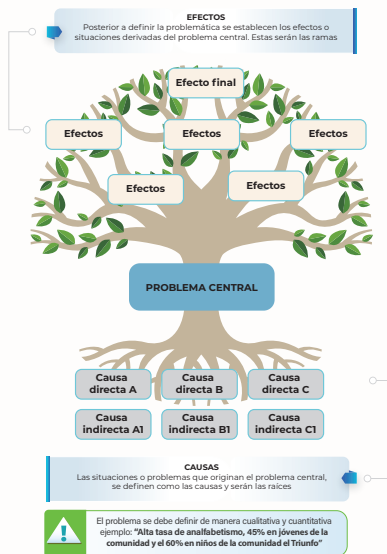 EFECTOS
Posterior a definir la problemática se establecen los efectos o
situaciones derivadas del problema central. Estas serán las ramas
Efecto final
Efectos
Efectos
Efectos
Efectos
Efectos
PROBLEMA CENTRAL
Causa
directa A
Causa
directa B
Causa
directa C
Causa
indirecta A1
Causa
indirecta B1
Causa
indirecta C1
CAUSAS
Las situaciones o problemas que originan el problema central,
se definen como las causas y serán las raíces
El problema se debe definir de manera cualitativa y cuantitativa
ejemplo: "Alta tasa de analfabetismo, 45% en jóvenes de la
comunidad y el 60% en niños de la comunidad el Triunfo"